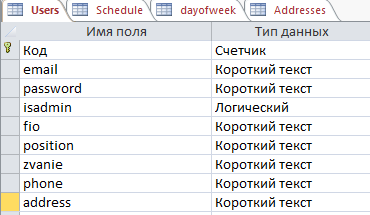 Users Schedule dayofweek Addresses
Имя поля Тип данных
Код Счетчик
email Короткий текст
password Короткий текст
isadmin Логический
fio Короткий текст
position Короткий текст
zvanie Короткий текст
phone Короткий текст
address Короткий текст